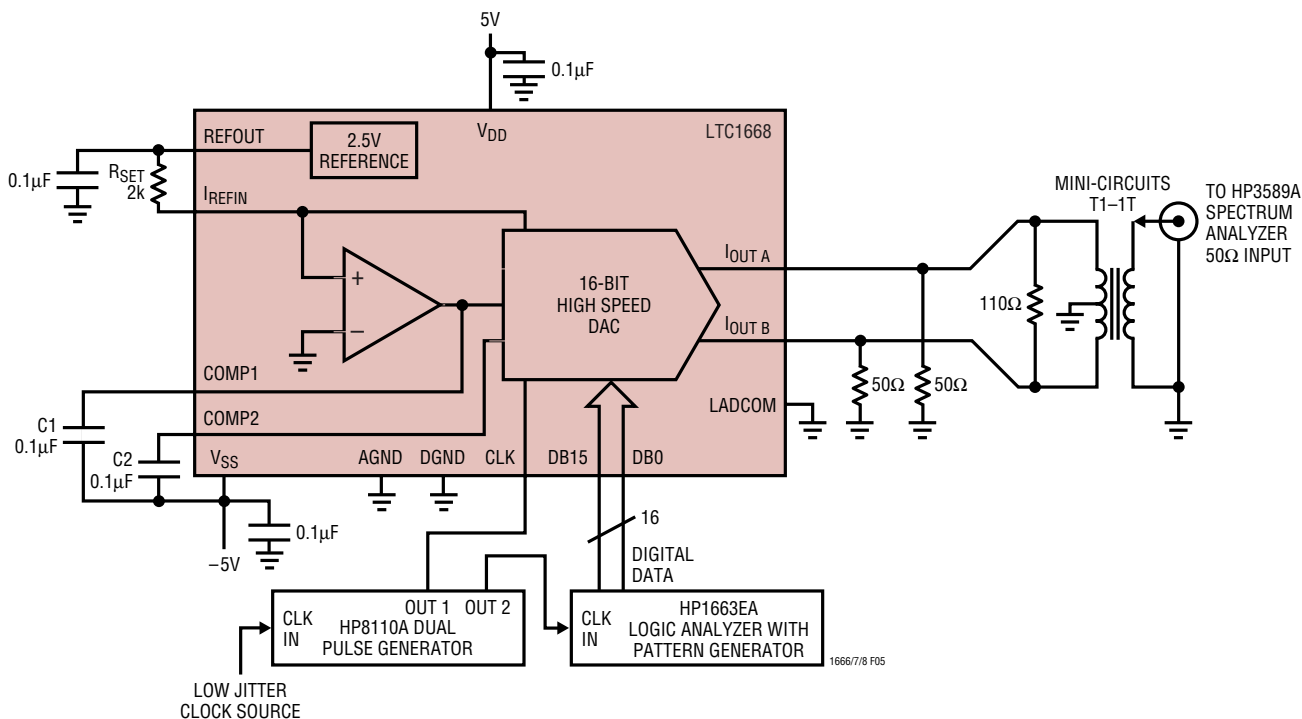 5V
0.1µF
REFOUT
2.5V
REFERENCE
VDD
LTC1668
0.1µF
RSET
2k
IREFIN
MINI-CIRCUITS
T1–1T
TO HP3589A
SPECTRUM
ANALYZER
50Ω INPUT
+
–
16-BIT
HIGH SPEED
DAC
IOUT A
110Ω
IOUT B
COMP1
50Ω
50Ω
COMP2
LADCOM
C1
0.1µF
C2
0.1µF
VSS
AGND
DGND
CLK
DB15
DB0
0.1µF
–5V
16
DIGITAL
DATA
CLK
IN
OUT 1
OUT 2
HP8110A DUAL
PULSE GENERATOR
CLK
IN
HP1663EA
LOGIC ANALYZER WITH
PATTERN GENERATOR
1666/7/8 F05
LOW JITTER
CLOCK SOURCE